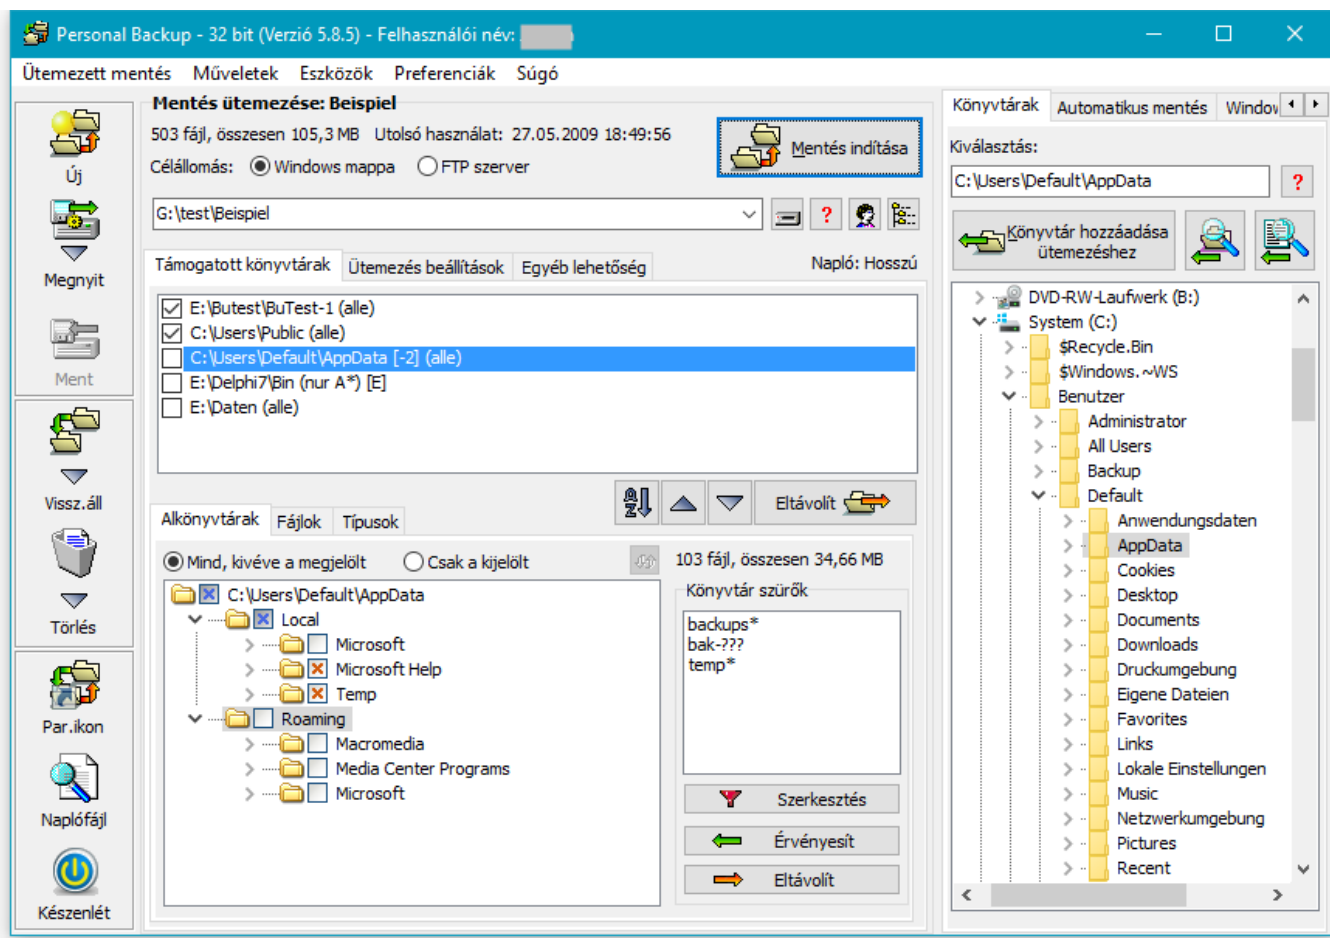 Personal Backup - 32 bit (Verzió 5.8.5) - Felhasználói név:
Ütemezett mentés Műveletek Eszközök Preferenciák Súgó
Új
Megnyit
Ment
Vissz.áll
Törlés
Par.ikon
Naplófájl
Készenlét
Mentés ütemezése: Beispiel
503 fájl, összesen 105,3 MB Utolsó használat: 27.05.2009 18:49:56
Célállomás: Windows mappa FTP szerver
Mentés indítása
G:\test\Beispiel
?
Támogatott könyvtárak Ütemezés beállítások Egyéb lehetőség Napló: Hosszú
E:\Butest\BuTest-1 (alle)
C:\Users\Public (alle)
C:\Users\Default\AppData [-2] (alle)
E:\Delphi7\Bin (nur A*) [E]
E:\Daten (alle)
A
Z
Eltávolít
Alkönyvtárak Fájlok Típusok
Mind, kivéve a megjelölt Csak a kijelölt
103 fájl, összesen 34,66 MB
C:\Users\Default\AppData
Local
Microsoft
Microsoft Help
Temp
Roaming
Macromedia
Media Center Programs
Microsoft
Könyvtár szürők
backups*
bak-???
temp*
Szerkesztés
Érvényesít
Eltávolít
Könyvtárak Automatikus mentés Window
Kiválasztás:
C:\Users\Default\AppData
?
Könyvtár hozzáadása
ütemezéshez
DVD-RW-Laufwerk (B:)
System (C:)
$Recycle.Bin
$Windows.~WS
Benutzer
Administrator
All Users
Backup
Default
Anwendungsdaten
AppData
Cookies
Desktop
Documents
Downloads
Druckumgebung
Eigene Dateien
Favorites
Links
Lokale Einstellungen
Music
Netzwerkumgebung
Pictures
Recent